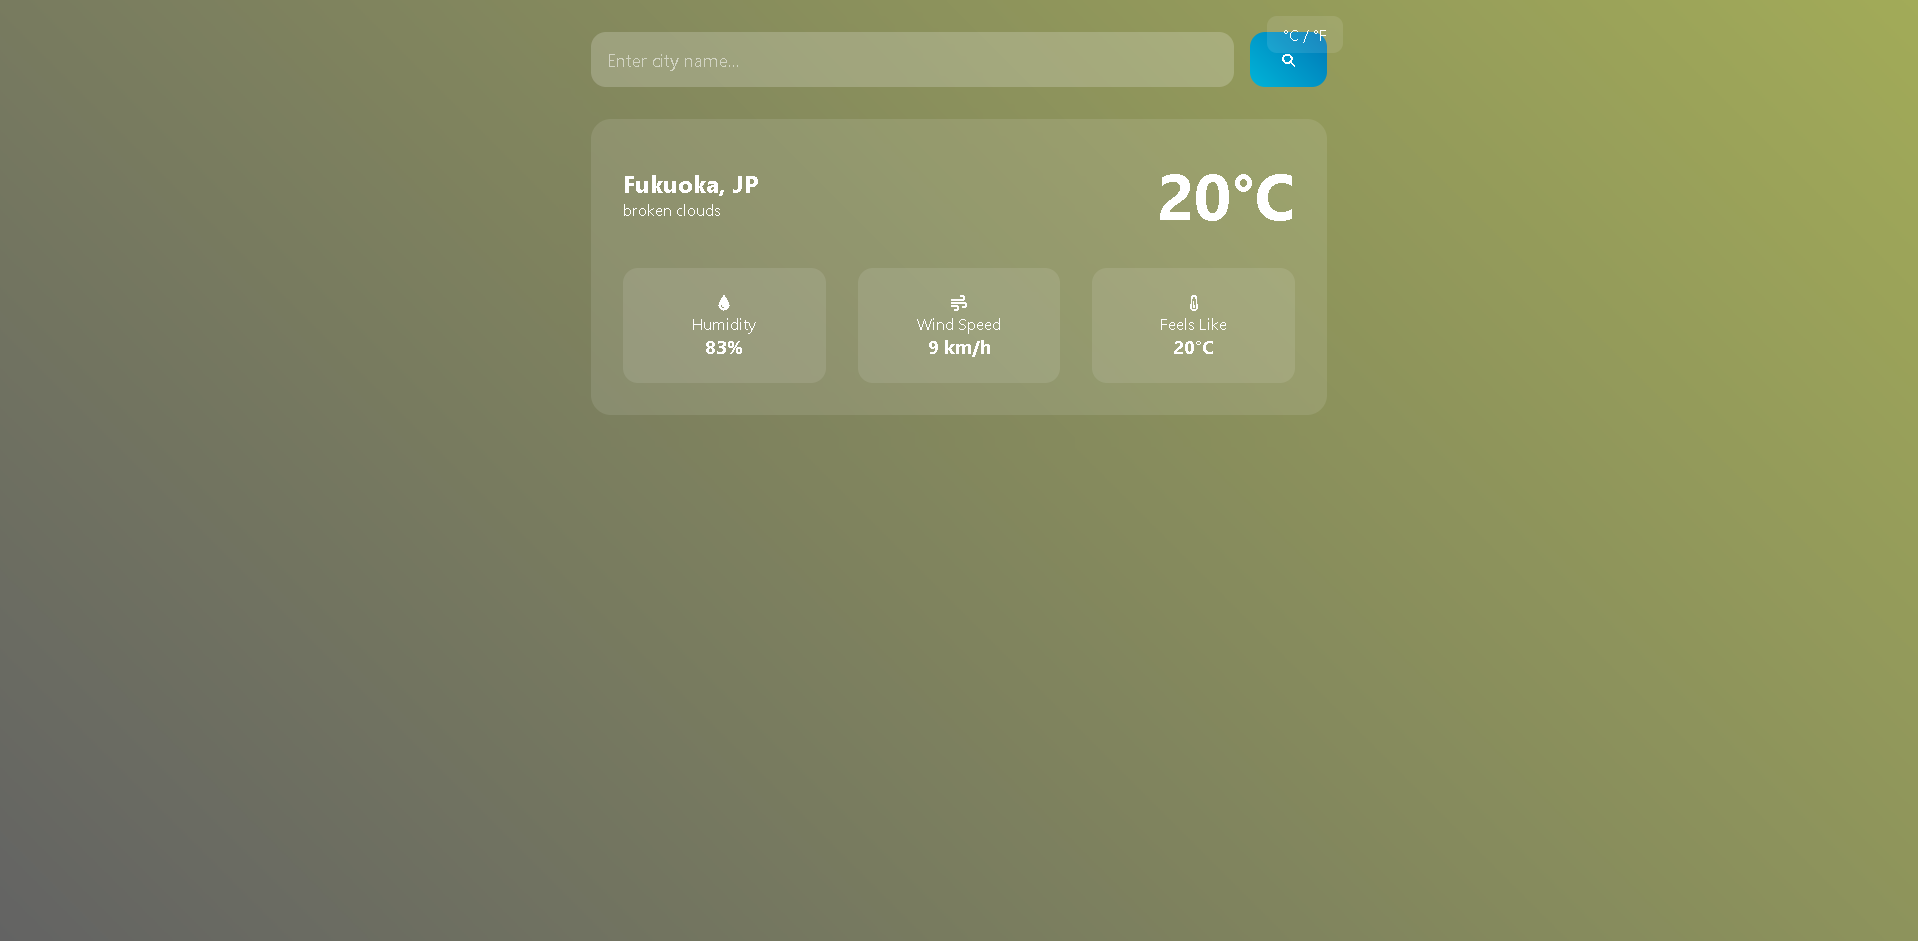 °C / °F
Enter city name...
Fukuoka, JP
broken clouds
20°C
Humidity
83%
Wind Speed
9 km/h
Feels Like
20°C